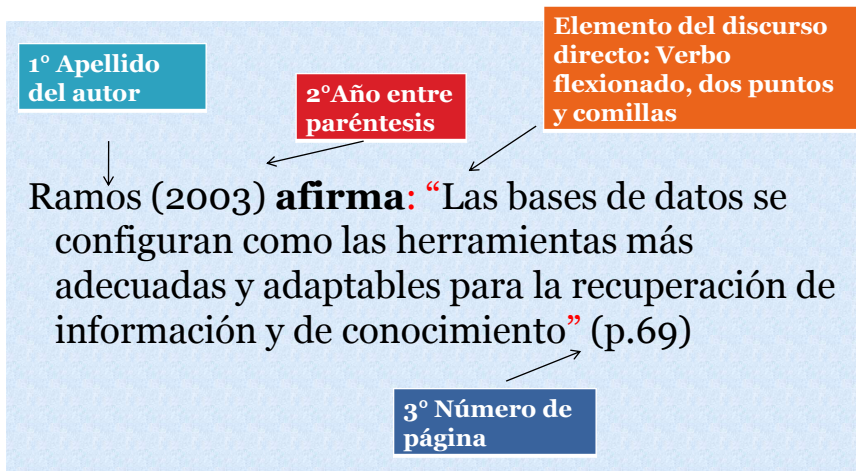 Elemento del discurso
directo: Verbo
flexionado, dos puntos
y comillas
1° Apellido
del autor
2°Año entre
paréntesis
Ramos (2003) afirma: “Las bases de datos se
configuran como las herramientas más
adecuadas y adaptables para la recuperación de
información y de conocimiento” (p.69)
3° Número de
página